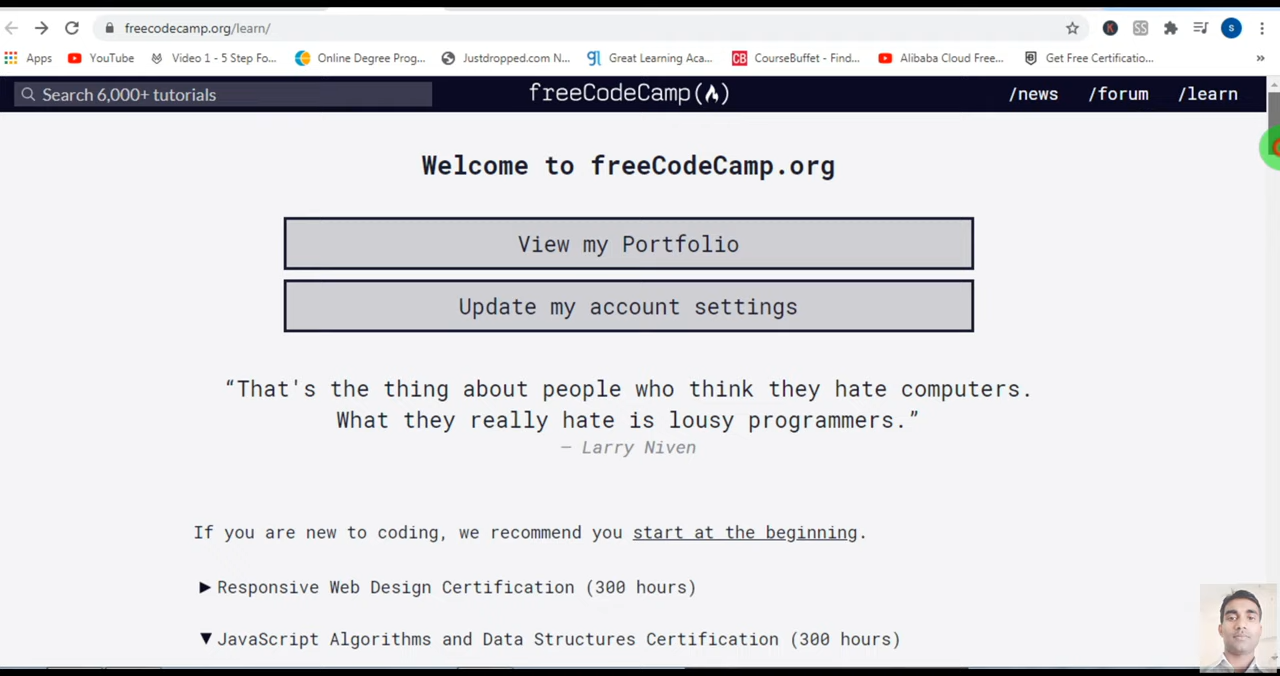 freecodecamp.org/learn/
K SS S
Apps YouTube Video 1 - 5 Step Fo... Online Degree Prog... Justdropped.com N... gl Great Learning Aca... CB CourseBuffet - Find... Alibaba Cloud Free... Get Free Certificatio... »
Search 6,000+ tutorials freeCodeCamp /news /forum /learn
Welcome to freeCodeCamp.org
View my Portfolio
Update my account settings
“That's the thing about people who think they hate computers.
What they really hate is lousy programmers.”
— Larry Niven
If you are new to coding, we recommend you start at the beginning.
Responsive Web Design Certification (300 hours)
JavaScript Algorithms and Data Structures Certification (300 hours)